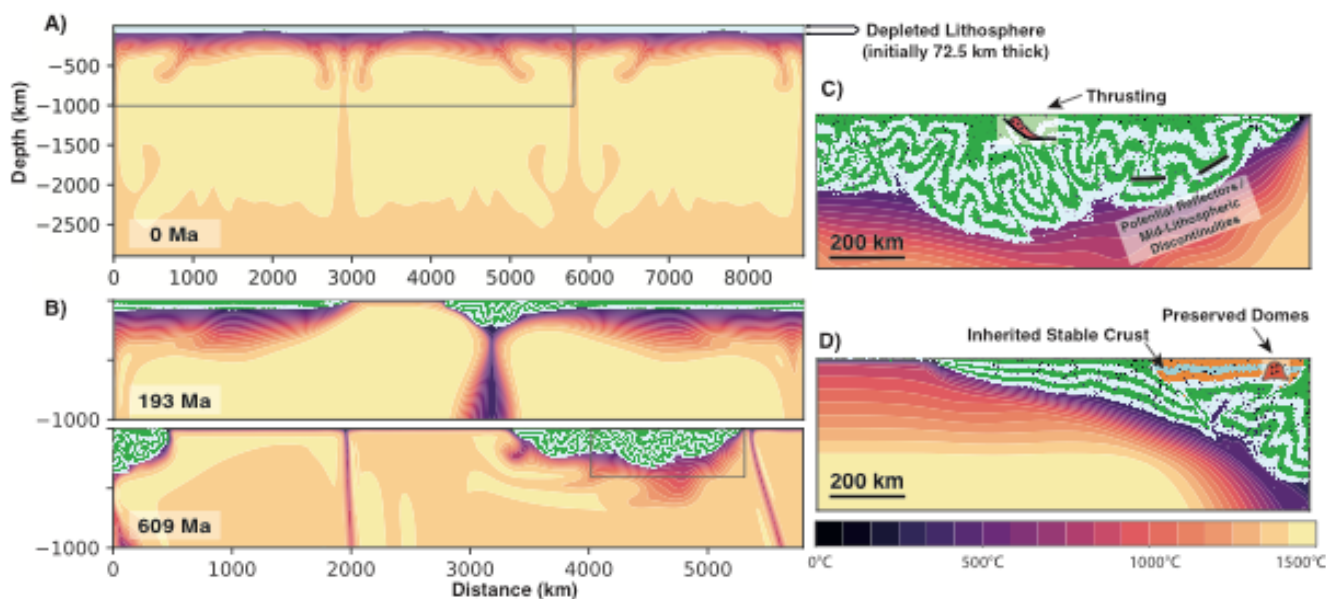 A)
Depleted Lithosphere
(initially 72.5 km thick)
−500
−1000
−1500
−2000
−2500
Depth (km)
0 Ma
0 1000 2000 3000 4000 5000 6000 7000 8000
C)
Thrusting
Potential Reflectors /
Mid-Lithospheric
Discontinuities
200 km
B)
193 Ma
−1000
609 Ma
−1000
0 1000 2000 3000 4000 5000
Distance (km)
D)
Preserved Domes
Inherited Stable Crust
200 km
0°C 500°C 1000°C 1500°C